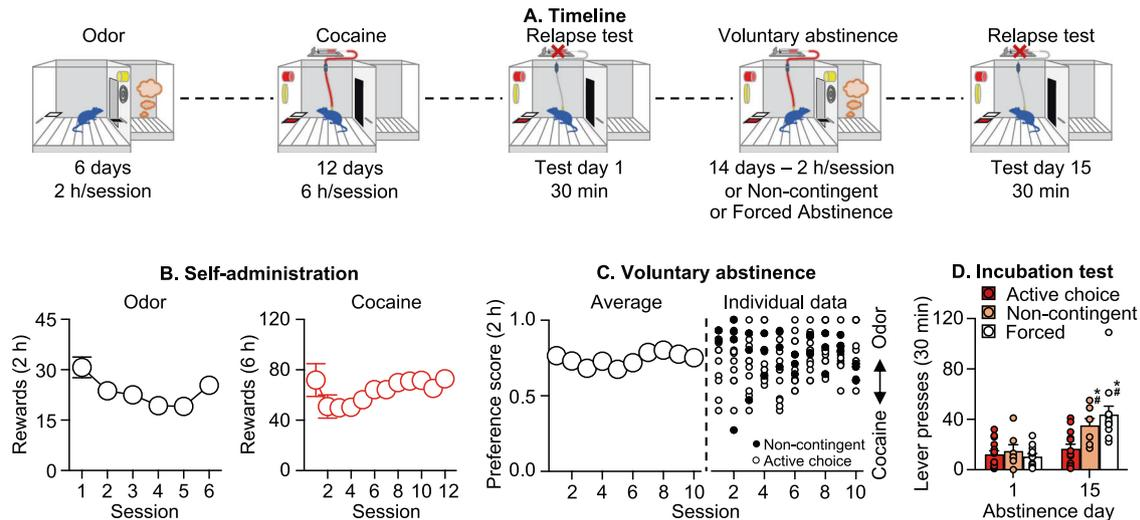 A. Timeline
Odor
Cocaine
Relapse test
Voluntary abstinence
Relapse test
6 days
2 h/session
12 days
6 h/session
Test day 1
30 min
14 days – 2 h/session
or Non-contingent
or Forced Abstinence
Test day 15
30 min
B. Self-administration
Odor
Rewards (2 h)
45
30
15
0
1 2 3 4 5 6
Session
Cocaine
Rewards (6 h)
120
80
40
0
2 4 6 8 10 12
Session
C. Voluntary abstinence
Average
Individual data
Preference score (2 h)
1.0
0.5
0.0
2 4 6 8 10
2 4 6 8 10
Session
Non-contingent
Active choice
Odor
Cocaine
D. Incubation test
Active choice
Non-contingent
Forced
Lever presses (30 min)
120
80
40
0
*
#
*
#
1 15
Abstinence day